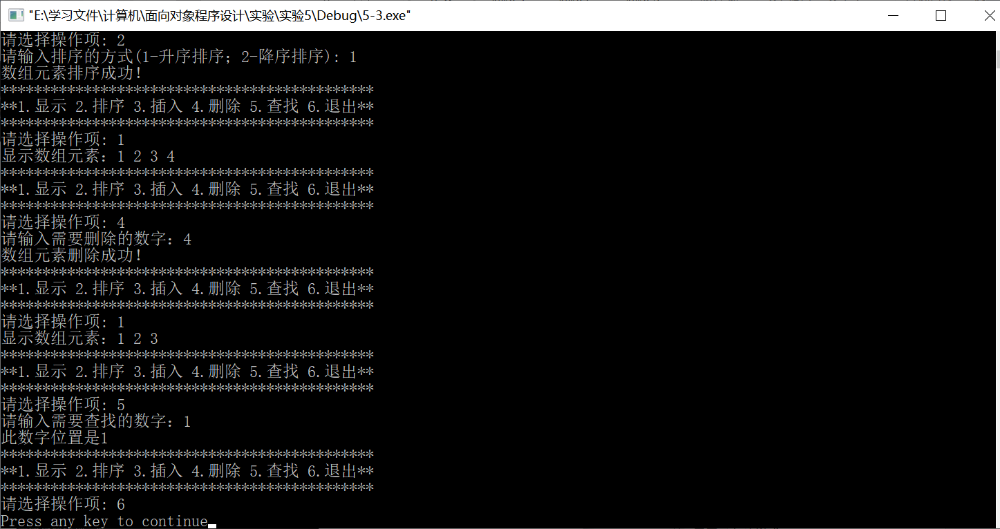 "E:\学习文件\计算机\面向对象程序设计\实验\实验5\Debug\5-3.exe"
请选择操作项: 2
请输入排序的方式(1-升序排序；2-降序排序): 1
数组元素排序成功!
*********************************************
**1.显示 2.排序 3.插入 4.删除 5.查找 6.退出**
*********************************************
请选择操作项: 1
显示数组元素：1 2 3 4
*********************************************
**1.显示 2.排序 3.插入 4.删除 5.查找 6.退出**
*********************************************
请选择操作项: 4
请输入需要删除的数字：4
数组元素删除成功!
*********************************************
**1.显示 2.排序 3.插入 4.删除 5.查找 6.退出**
*********************************************
请选择操作项: 1
显示数组元素：1 2 3
*********************************************
**1.显示 2.排序 3.插入 4.删除 5.查找 6.退出**
*********************************************
请选择操作项: 5
请输入需要查找的数字：1
此数字位置是1
*********************************************
**1.显示 2.排序 3.插入 4.删除 5.查找 6.退出**
*********************************************
请选择操作项: 6
Press any key to continue